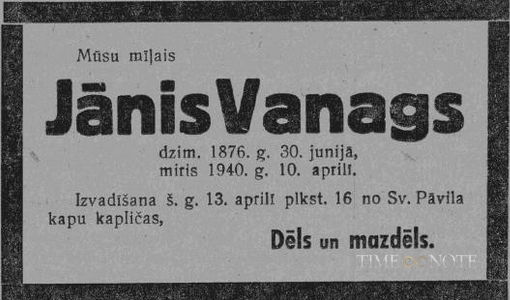 Mūsu mīļais
Jānis Vanags
dzim. 1876. g. 30. junijā,
miris 1940. g. 10. aprilī.
Izvadīšana š. g. 13. aprilī plkst. 16 no Sv. Pāvila
kapu kapličas,
Dēls un mazdēls.
TIME NOTE